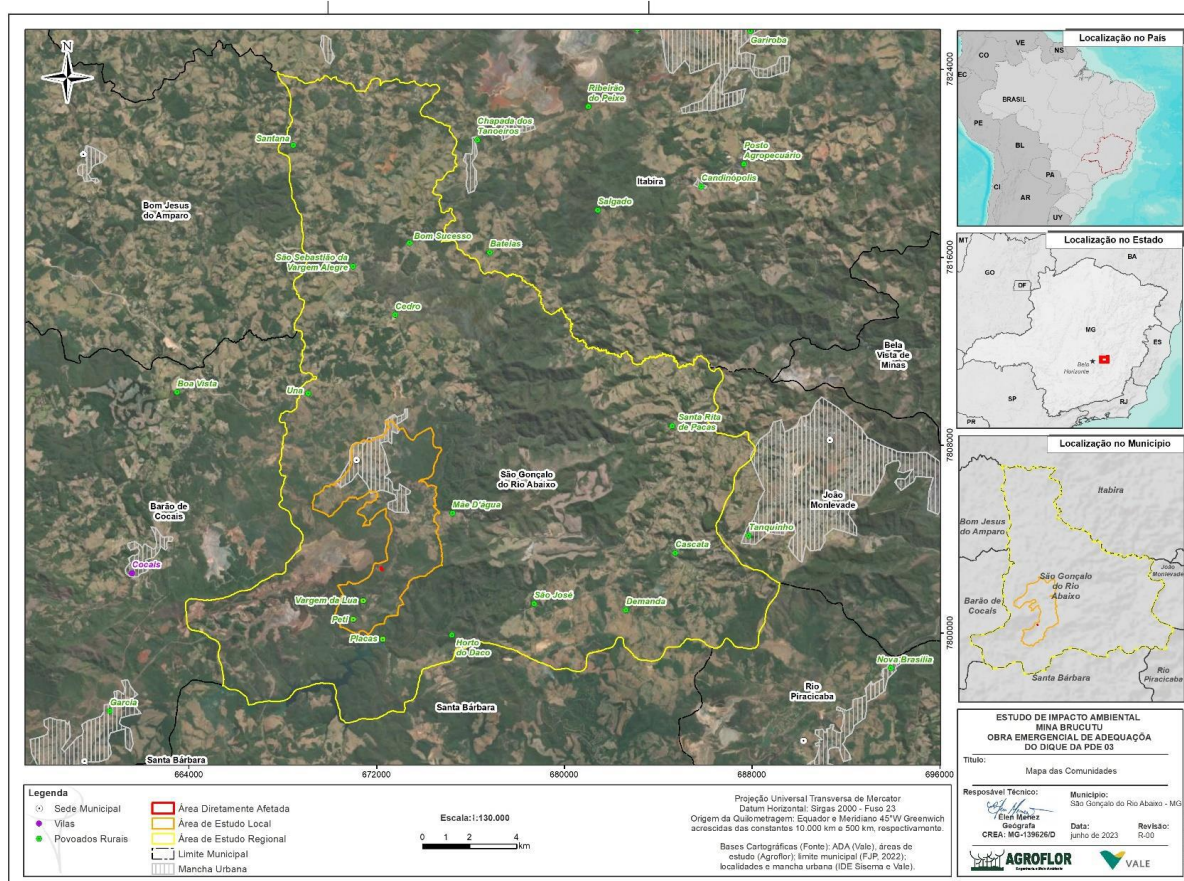 N
Gariroba
Ribeirão
do Peixe
Chapada dos
Tanoeiros
Santana
Posto
Agropecuário
Itabira
Candinópolis
Bom Jesus
do Amparo
Salgado
Bom Sucesso
Bateias
São Sebastião da
Vargem Alegre
Cedro
Bela
Vista de
Minas
Boa Vista
Una
Santa Rita
de Pacas
São Gonçalo
do Rio Abaixo
João
Monlevade
Barão de
Cocais
Mãe D'água
Tanquinho
Cascata
Cocais
Vargem da Lua
São José
Demanda
Peti
Placas
Horto
do Daco
Nova Brasília
Rio
Piracicaba
Santa Bárbara
Garcia
Santa Bárbara
664000
672000
680000
688000
696000
7824000
7816000
7808000
7800000
Localização no País
VE
NS
CO
EC
BRASIL
PE
BL
PA
CI
AR
UY
Localização no Estado
MT
BA
GO
DF
MG
ES
Belo
Horizonte
SP
RJ
PR
Localização no Município
Itabira
Bom Jesus
do Amparo
João
Monlevade
São Gonçalo
do Rio
Abaixo
Barão de
Cocais
Rio
Piracicaba
Santa Bárbara
Legenda
Sede Municipal
Vilas
Povoados Rurais
Área Diretamente Afetada
Área de Estudo Local
Área de Estudo Regional
Limite Municipal
Mancha Urbana
Escala:1:130.000
0 1 2 4
km
Projeção Universal Transversa de Mercator
Datum Horizontal: Sirgas 2000 - Fuso 23
Origem da Quilometragem: Equador e Meridiano 45°W Greenwich
acrescidas das constantes 10.000 km e 500 km, respectivamente.
Bases Cartográficas (Fonte): ADA (Vale), áreas de
estudo (Agroflor); limite municipal (FJP, 2022);
localidades e mancha urbana (IDE Sisema e Vale).
ESTUDO DE IMPACTO AMBIENTAL
MINA BRUCUTU
OBRA EMERGENCIAL DE ADEQUAÇÕA
DO DIQUE DA PDE 03
Título:
Mapa das Comunidades
Responsável Técnico:
Élen Menez
Geógrafa
CREA: MG-139626/D
Município:
São Gonçalo do Rio Abaixo - MG
Data:
junho de 2023
Revisão:
R-00
AGROFLOR
VALE